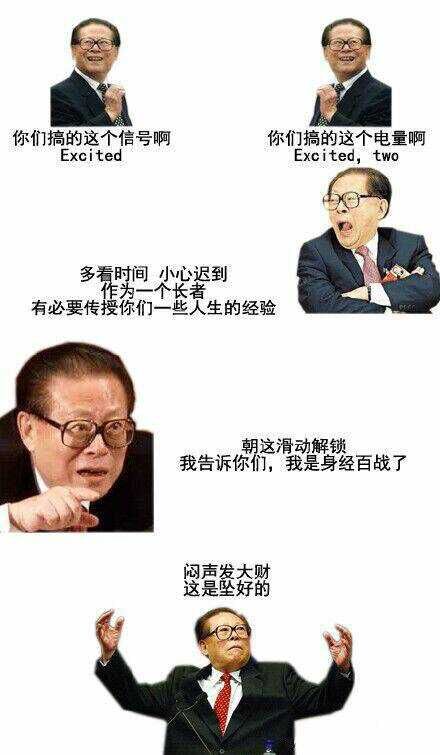 你们搞的这个信号啊
Excited
你们搞的这个电量啊
Excited, two
多看时间 小心迟到
作为一个长者
有必要传授你们一些人生的经验
朝这滑动解锁
我告诉你们，我是身经百战了
闷声发大财
这是坠好的